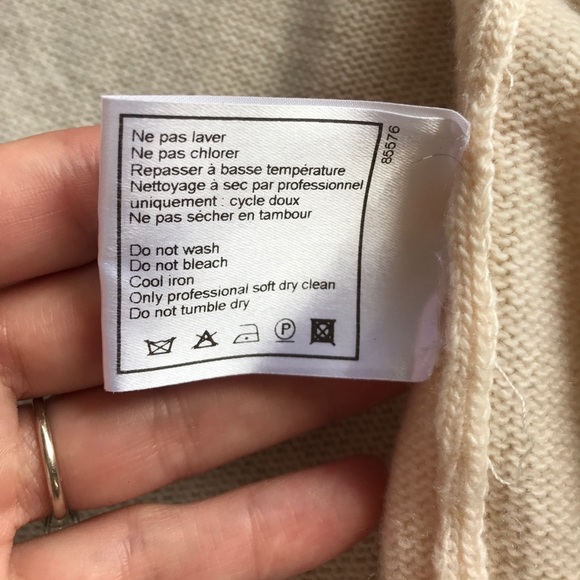 Ne pas laver
Ne pas chlorer
Repasser à basse température
Nettoyage à sec par professionnel
uniquement : cycle doux
Ne pas sécher en tambour
Do not wash
Do not bleach
Cool iron
Only professional soft dry clean
Do not tumble dry
P
85576